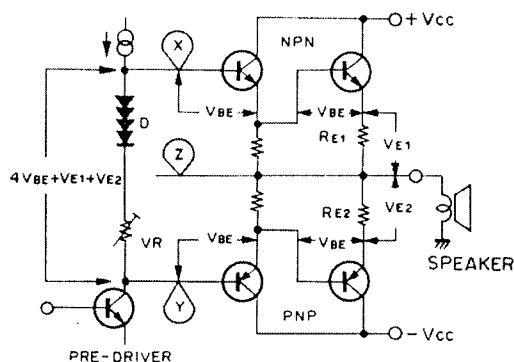 + VCC
X
NPN
VBE
VBE
D
RE1
VE1
Z
4VBE+VE1+VE2
RE2
VE2
VR
VBE
VBE
SPEAKER
Y
PNP
- VCC
PRE-DRIVER